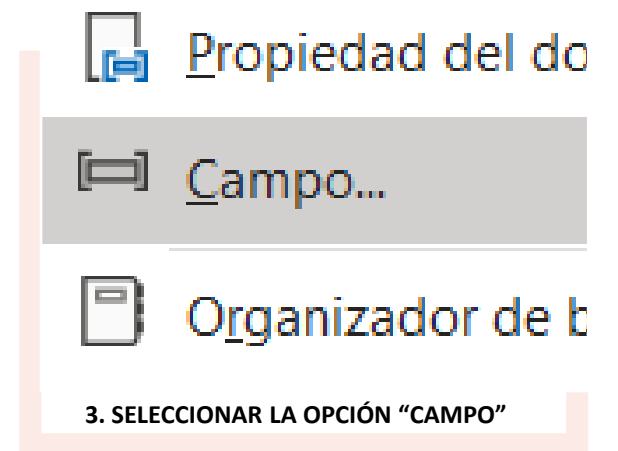 Propiedad del do
Campo...
Organizador de b
3. SELECCIONAR LA OPCIÓN “CAMPO”